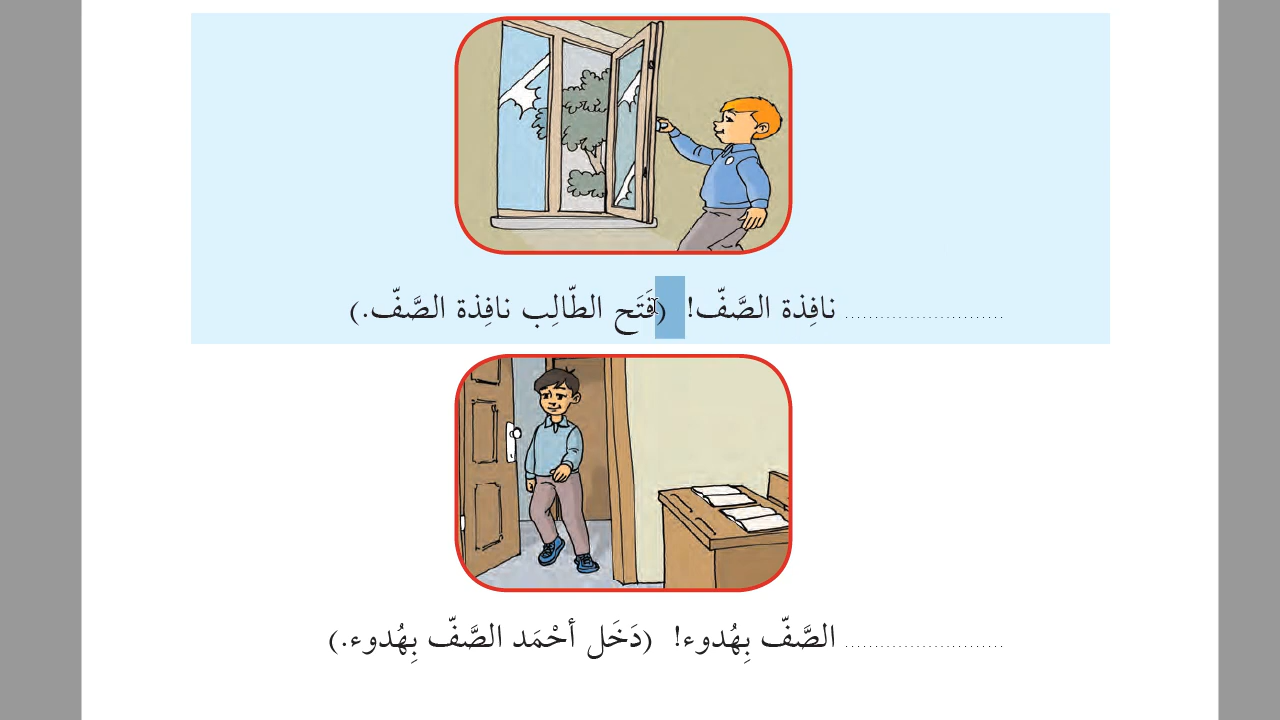 .......................... نافِذة الصَّفّ! (فَتَح الطّالِب نافِذة الصَّفّ.)
.......................... الصَّفّ بِهُدوء! (دَخَل أحْمَد الصَّفّ بِهُدوء.)